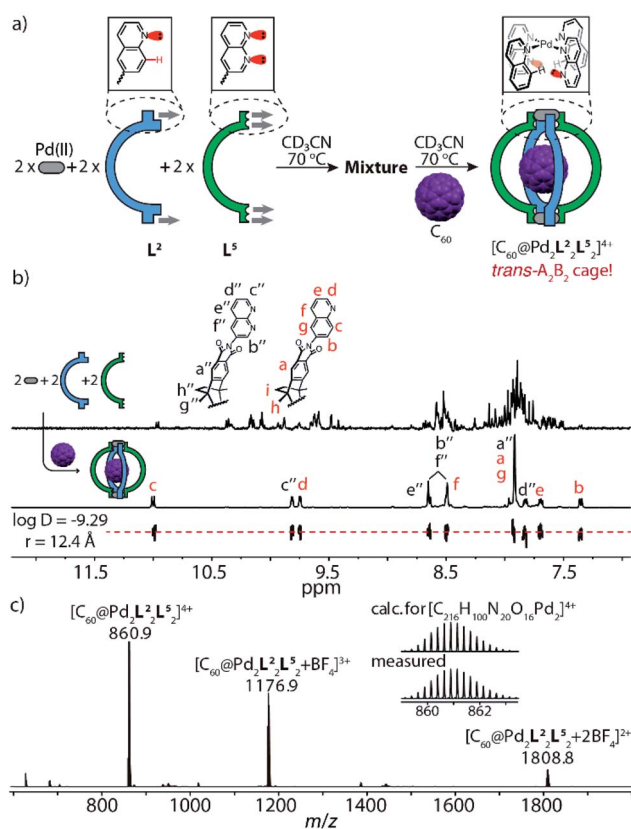 a)
N
H
N
N
N
Pd
N
N
N
H
H
Pd(II)
2 x
+2 x
+2 x
CD₃CN
70 °C
Mixture
CD₃CN
70 °C
C₆₀
L²
L⁵
[C₆₀@Pd₂L²₂L⁵₂]⁴⁺
trans-A₂B₂ cage!
b)
d''
c''
e''
f''
N
N
b''
O
N
O
a''
h''
g''
e
d
f
N
g
c
b
O
N
O
a
i
h
2
+2
+2
c
c''
d
e''
b''
f''
f
a''
a
g
d''
e
b
log D = -9.29
r = 12.4 Å
11.5
10.5
9.5
8.5
7.5
ppm
c)
[C₆₀@Pd₂L²₂L⁵₂]⁴⁺
860.9
[C₆₀@Pd₂L²₂L⁵₂+BF₄]³⁺
1176.9
calc.for [C₂₁₆H₁₀₀N₂₀O₁₆Pd₂]⁴⁺
measured
860
862
[C₆₀@Pd₂L²₂L⁵₂+2BF₄]²⁺
1808.8
800
1000
1200
1400
1600
1800
m/z